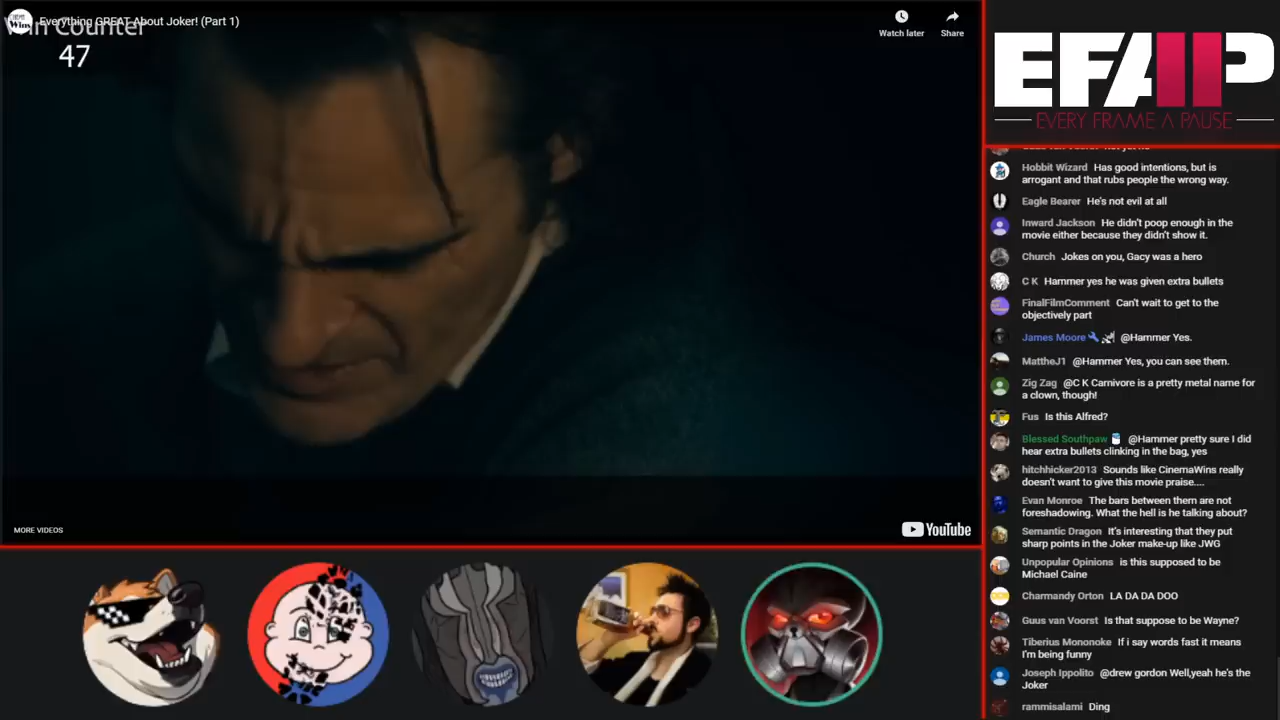 Everything GREAT About Joker! (Part 1)
Win Counter
47
Watch later
Share
MORE VIDEOS
YouTube
EFAP
EVERY FRAME A PAUSE
Hobbit Wizard Has good intentions, but is
arrogant and that rubs people the wrong way.
Eagle Bearer He's not evil at all
Inward Jackson He didn't poop enough in the
movie either because they didn't show it.
Church Jokes on you, Gacy was a hero
C K Hammer yes he was given extra bullets
FinalFilmComment Can't wait to get to the
objectively part
James Moore @Hammer Yes.
MattheJ1 @Hammer Yes, you can see them.
Zig Zag @C K Carnivore is a pretty metal name for
a clown, though!
Fus Is this Alfred?
Blessed Southpaw @Hammer pretty sure I did
hear extra bullets clinking in the bag, yes
hitchhicker2013 Sounds like CinemaWins really
doesn't want to give this movie praise....
Evan Monroe The bars between them are not
foreshadowing. What the hell is he talking about?
Semantic Dragon It's interesting that they put
sharp points in the Joker make-up like JWG
Unpopular Opinions is this supposed to be
Michael Caine
Charmandy Orton LA DA DA DOO
Guus van Voorst Is that suppose to be Wayne?
Tiberius Mononoke If i say words fast it means
I'm being funny
Joseph Ippolito @drew gordon Well,yeah he's the
Joker
rammisalami Ding